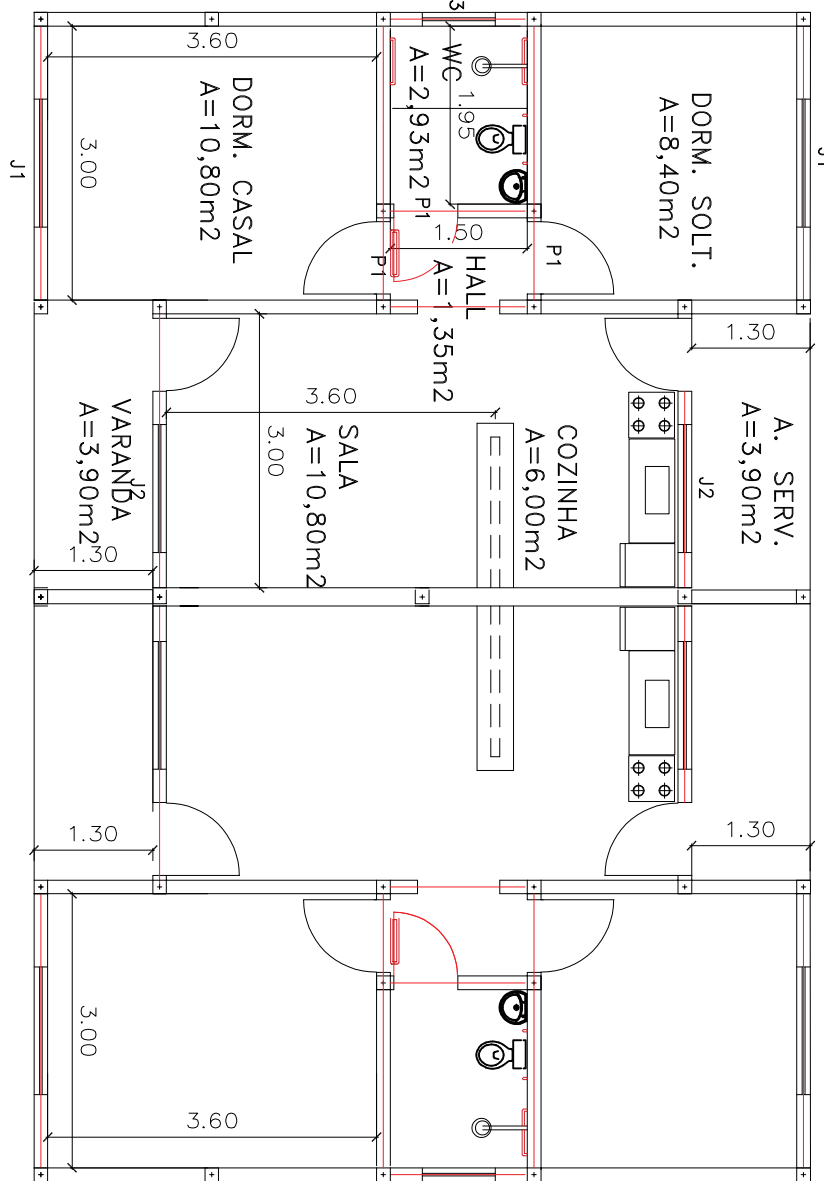 3
3.60
WC
A=2,93m2
1.95
DORM. CASAL
A=10,80m2
3.00
J1
DORM. SOLT.
A=8,40m2
P1
1.50
P1
P1
HALL
A=1,35m2
1.30
3.60
3.00
SALA
A=10,80m2
COZINHA
A=6,00m2
J2
A. SERV.
A=3,90m2
VARANDA
A=3,90m2
J2
1.30
1.30
1.30
3.00
3.60